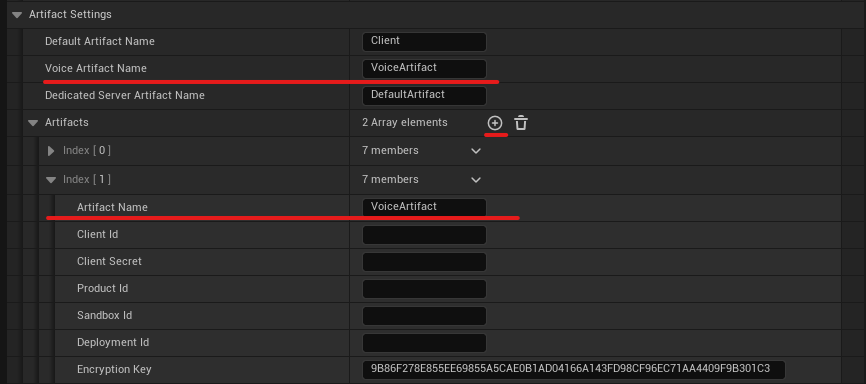 Artifact Settings
Default Artifact Name Client
Voice Artifact Name VoiceArtifact
Dedicated Server Artifact Name DefaultArtifact
Artifacts 2 Array elements
Index [ 0 ] 7 members
Index [ 1 ] 7 members
Artifact Name VoiceArtifact
Client Id
Client Secret
Product Id
Sandbox Id
Deployment Id
Encryption Key 9B86F278E855EE69855A5CAE0B1AD04166A143FD98CF96EC71AA4409F9B301C3